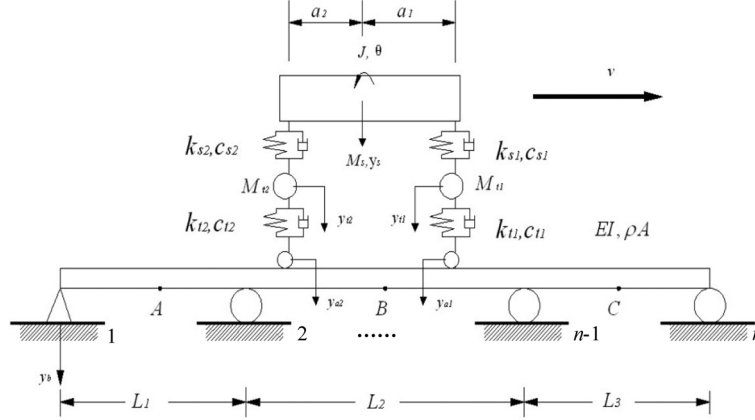 a₂ a₁
J, θ
v
kₛ₂,cₛ₂ Mₛ,yₛ kₛ₁,cₛ₁
Mₜ₂ Mₜ₁
yₜ₂ yₜ₁
kₜ₂,cₜ₂ kₜ₁,cₜ₁ EI, ρA
A yₐ₂ B yₐ₁ C
1 2 ...... n-1
y_b
L₁ L₂ L₃